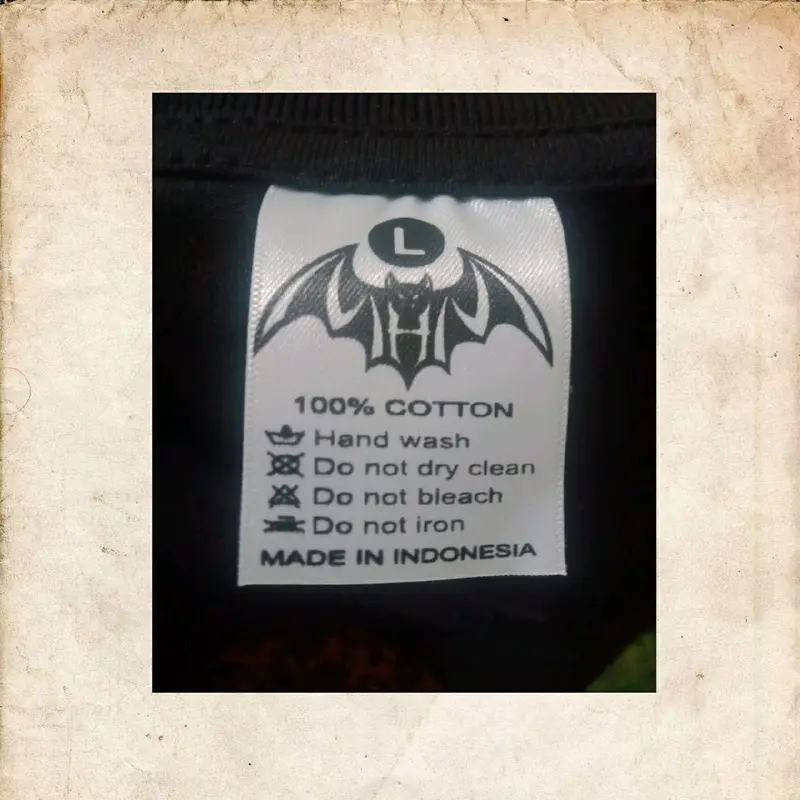 L
H
100% COTTON
Hand wash
Do not dry clean
Do not bleach
Do not iron
MADE IN INDONESIA